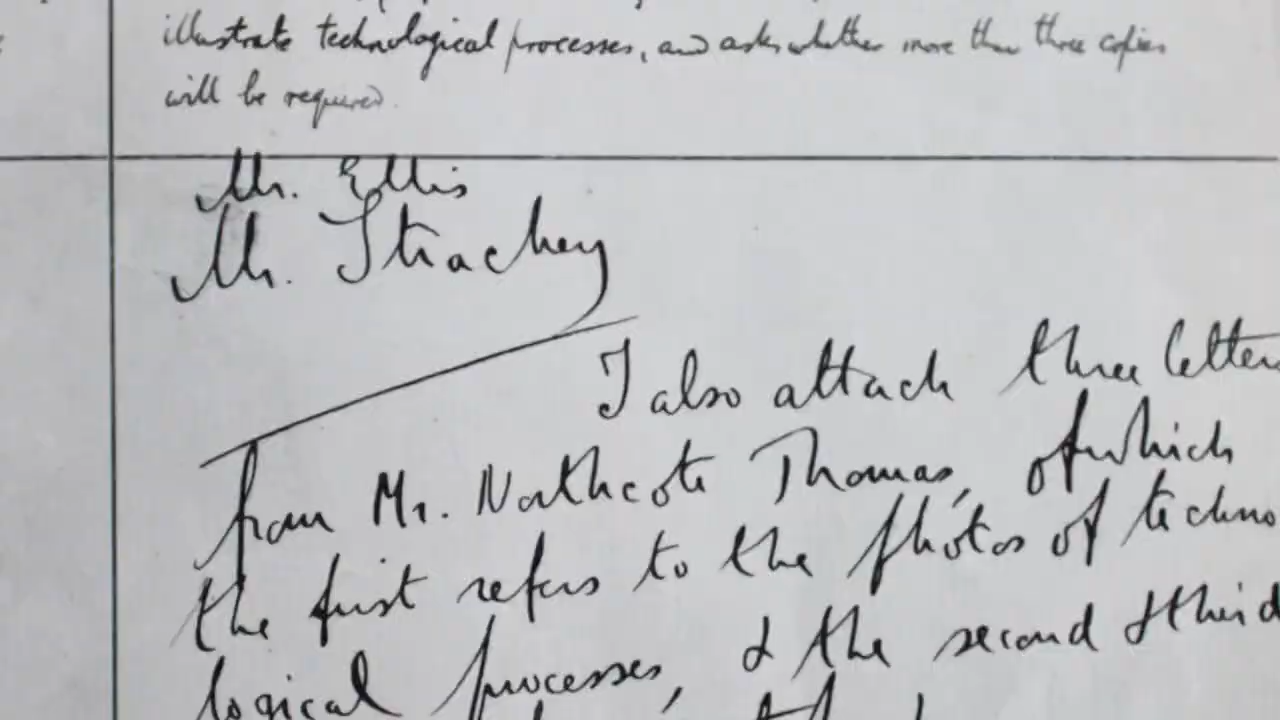 illustrate technological processes, and asks whether more than three copies
will be required.
Mr. Ellis
Mr. Strachey
I also attach three letters
from Mr. Northcote Thomas, of which
the first refers to the photos of techno
logical processes, & the second & third